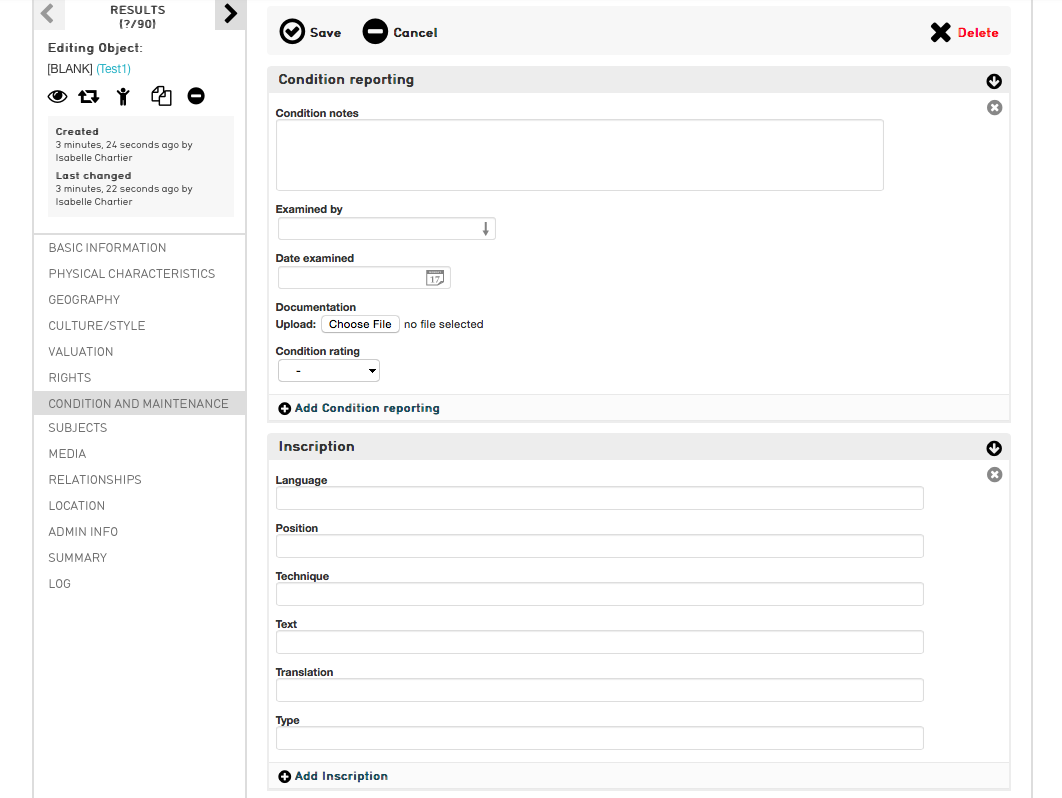 RESULTS
(?/90)
Editing Object:
[BLANK] (Test1)
Created
3 minutes, 24 seconds ago by
Isabelle Chartier
Last changed
3 minutes, 22 seconds ago by
Isabelle Chartier
BASIC INFORMATION
PHYSICAL CHARACTERISTICS
GEOGRAPHY
CULTURE/STYLE
VALUATION
RIGHTS
CONDITION AND MAINTENANCE
SUBJECTS
MEDIA
RELATIONSHIPS
LOCATION
ADMIN INFO
SUMMARY
LOG
Save Cancel Delete
Condition reporting
Condition notes
Examined by
Date examined
17
Documentation
Upload: Choose File no file selected
Condition rating
-
Add Condition reporting
Inscription
Language
Position
Technique
Text
Translation
Type
Add Inscription